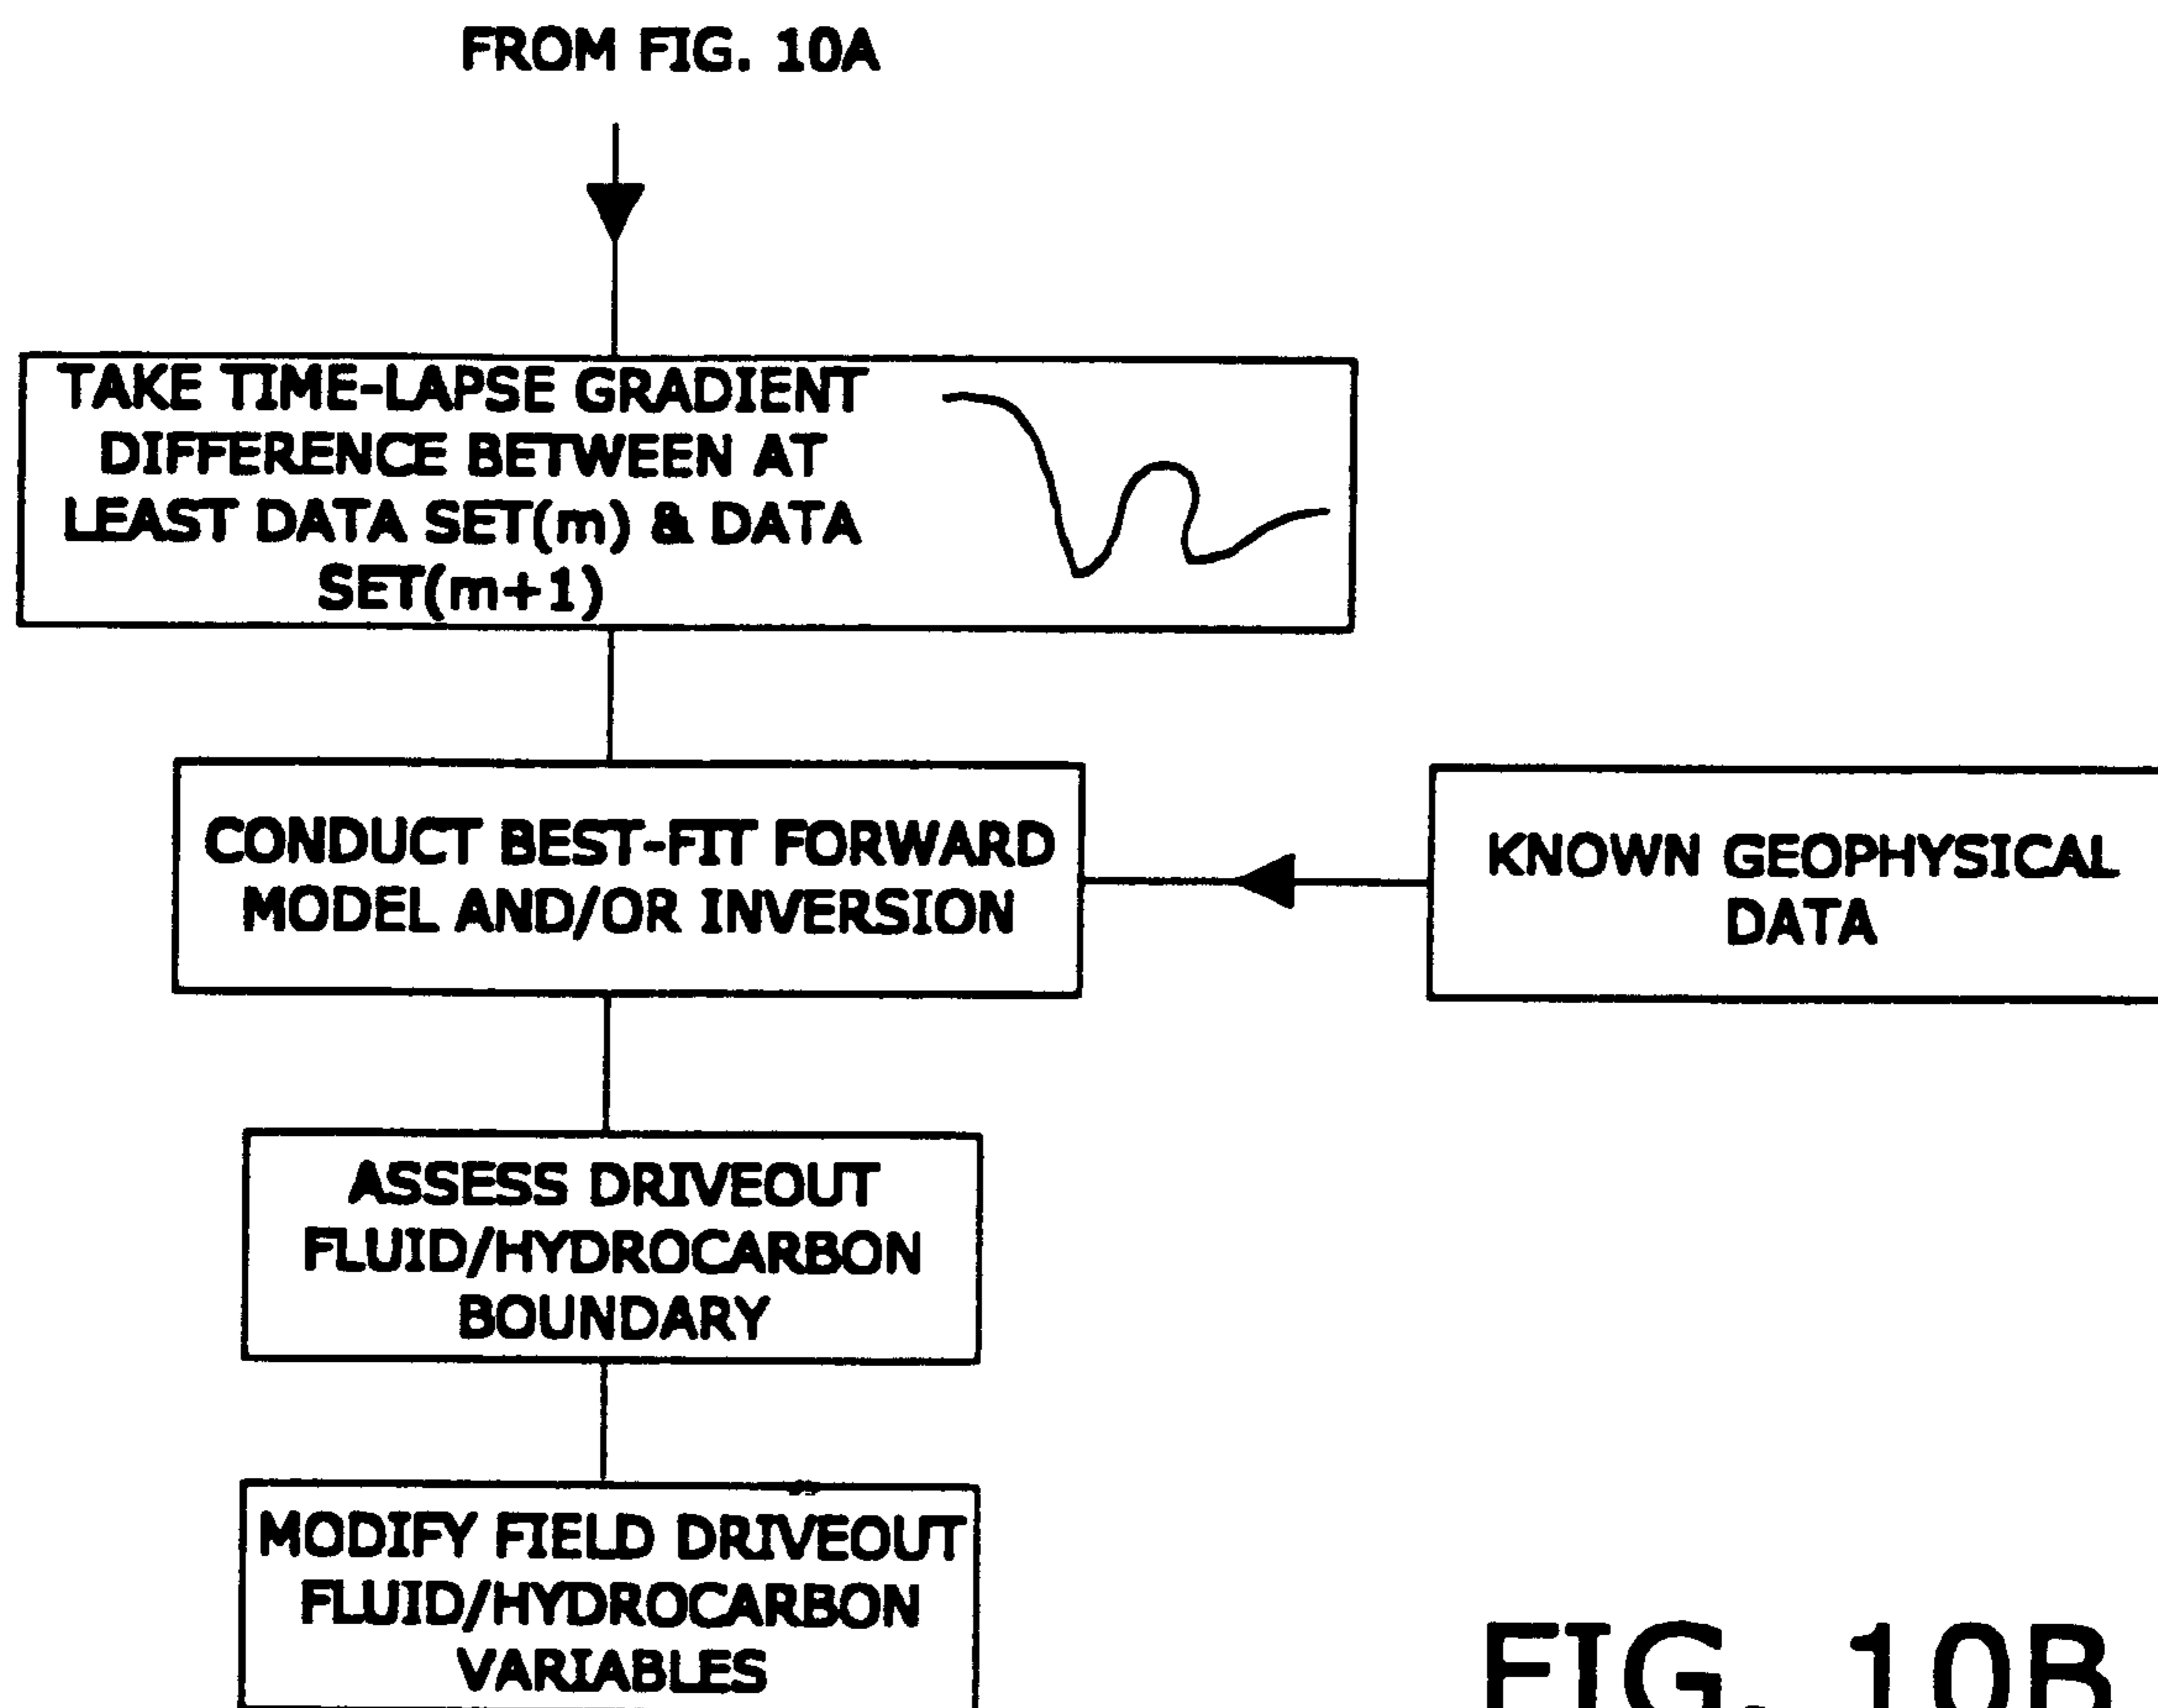 FROM FIG. 10A
TAKE TIME-LAPSE GRADIENT
DIFFERENCE BETWEEN AT
LEAST DATA SET(m) & DATA
SET(m+1)
CONDUCT BEST-FIT FORWARD
MODEL AND/OR INVERSION
KNOWN GEOPHYSICAL
DATA
ASSESS DRIVEOUT
FLUID/HYDROCARBON
BOUNDARY
MODIFY FIELD DRIVEOUT
FLUID/HYDROCARBON
VARIABLES
FIG. 10B